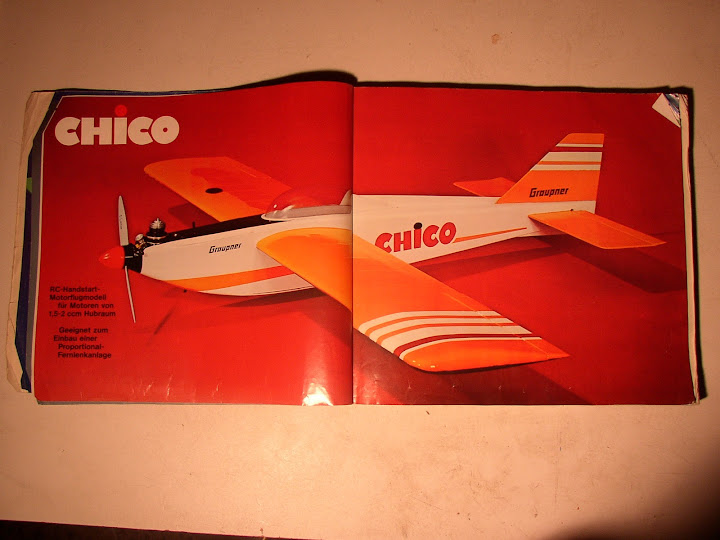 CHiCO
RC-Handstart-
Motorflugmodell
für Motoren von
1,5-2 ccm Hubraum
Geeignet zum
Einbau einer
Proportional-
Fernlenkanlage
Graupner
CHiCO
Graupner